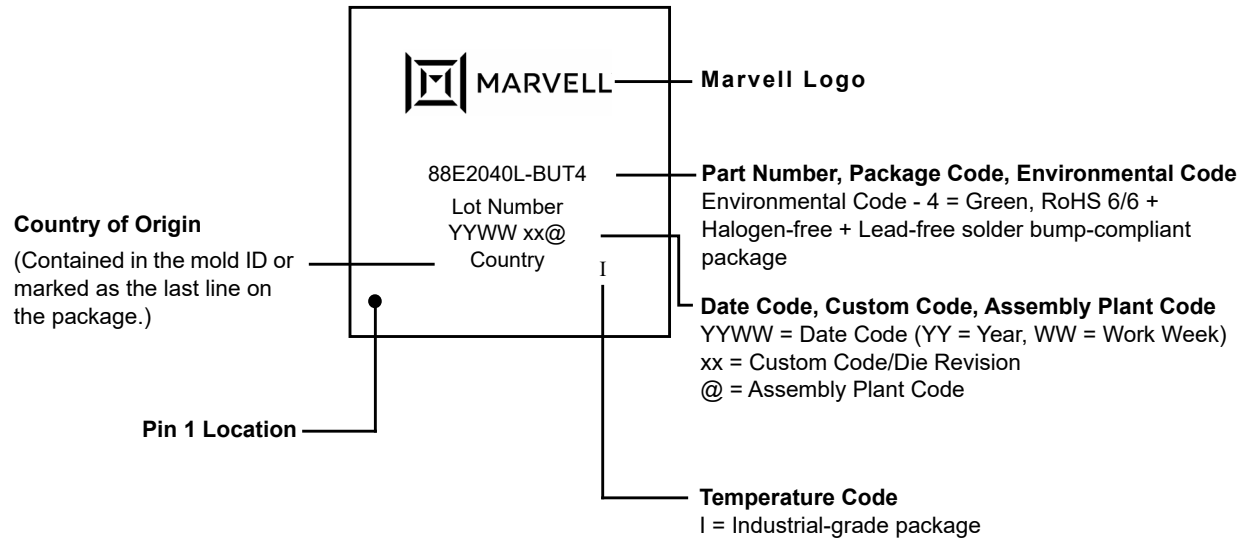 MARVELL
Marvell Logo
88E2040L-BUT4
Part Number, Package Code, Environmental Code
Environmental Code - 4 = Green, RoHS 6/6 +
Halogen-free + Lead-free solder bump-compliant
package
Lot Number
YYWW xx@
Country
I
Country of Origin
(Contained in the mold ID or
marked as the last line on
the package.)
Date Code, Custom Code, Assembly Plant Code
YYWW = Date Code (YY = Year, WW = Work Week)
xx = Custom Code/Die Revision
@ = Assembly Plant Code
Pin 1 Location
Temperature Code
I = Industrial-grade package